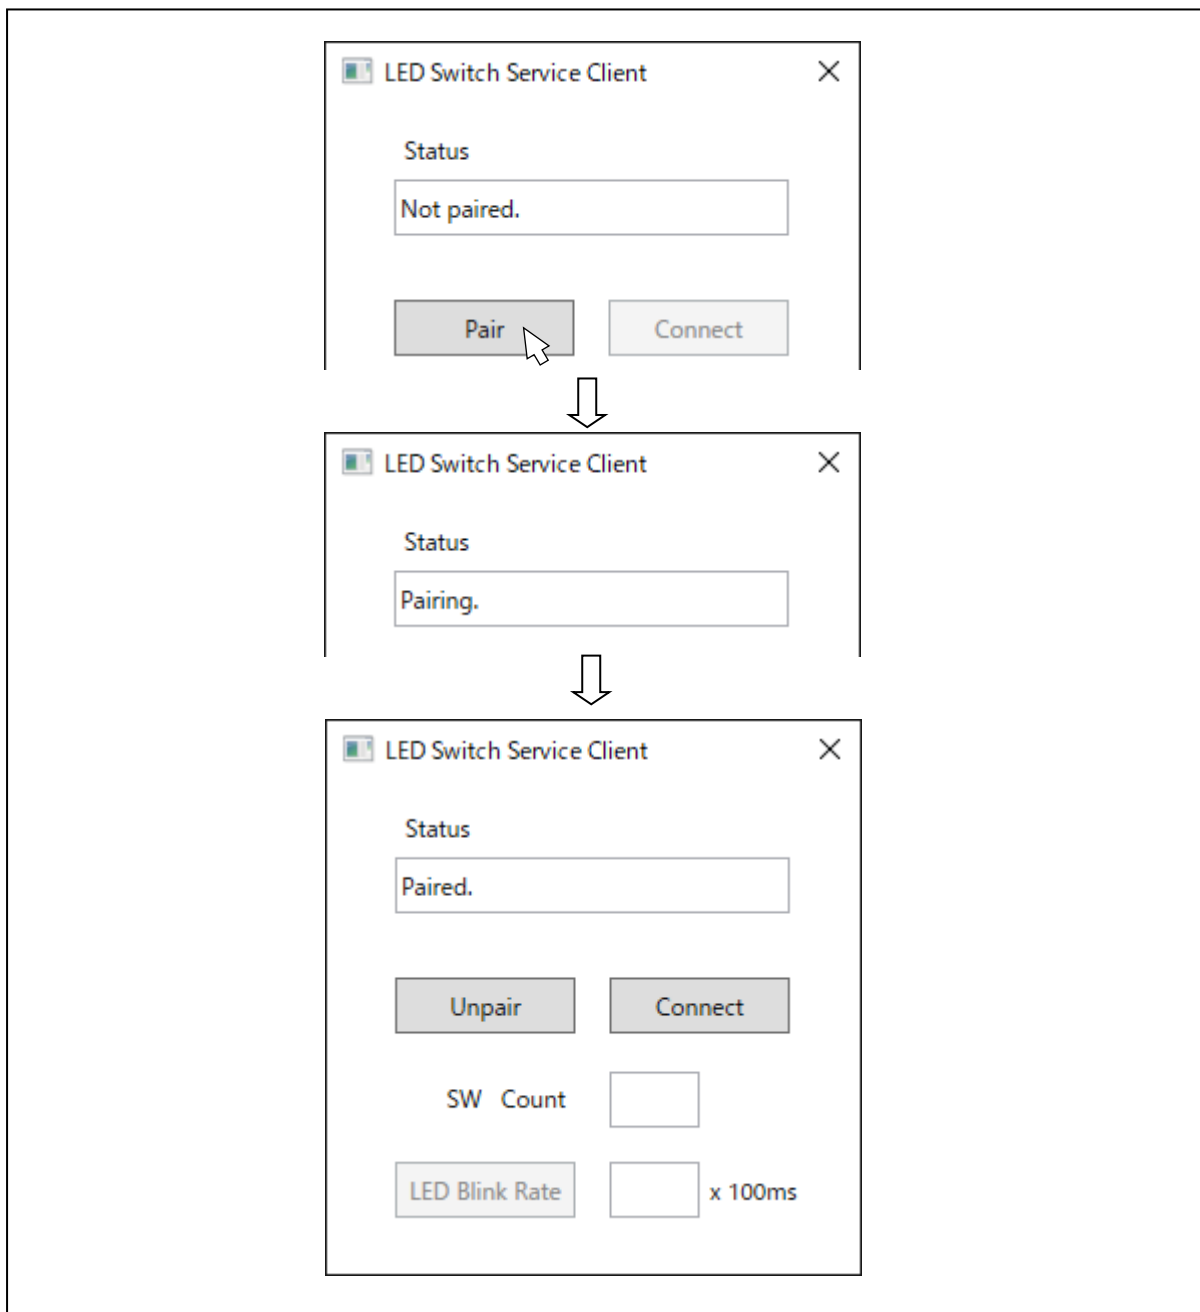 LED Switch Service Client
Status
Not paired.
Pair Connect
LED Switch Service Client
Status
Pairing.
LED Switch Service Client
Status
Paired.
Unpair Connect
SW Count
LED Blink Rate x 100ms